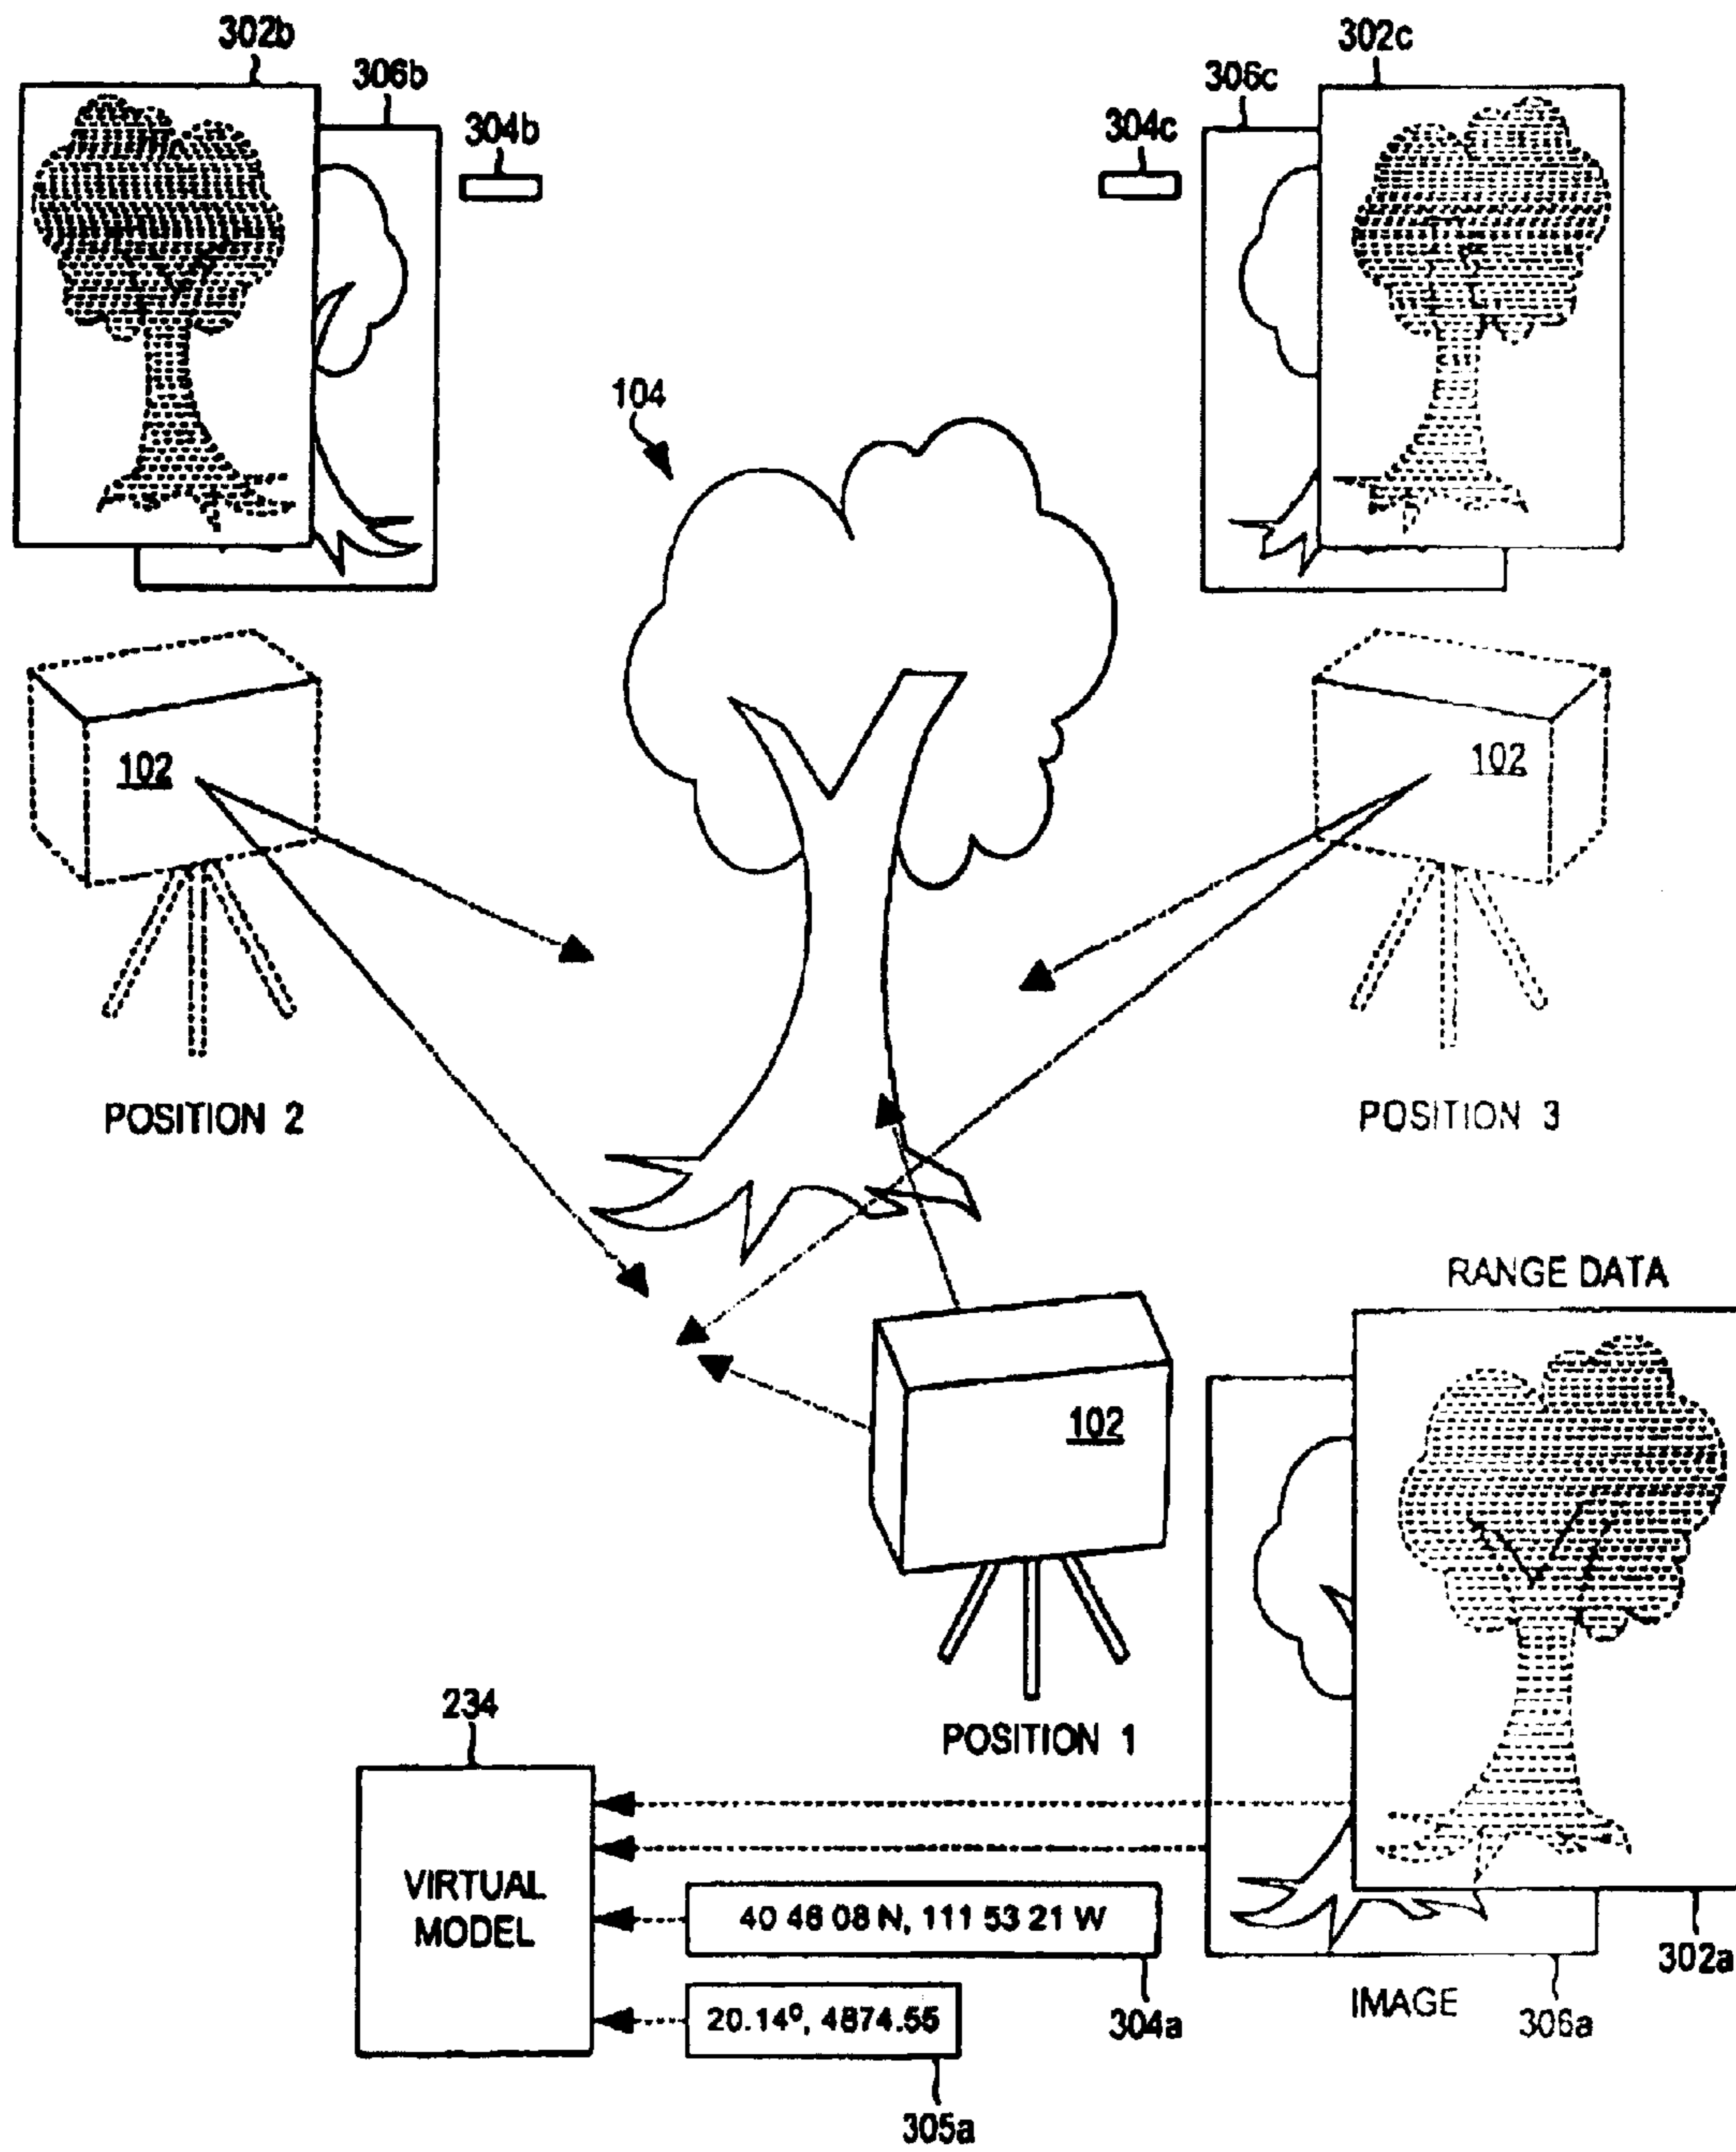 302b
306b
304b
302c
306c
304c
104
102
102
POSITION 2
POSITION 3
RANGE DATA
102
POSITION 1
234
VIRTUAL
MODEL
40 46 08 N, 111 53 21 W
20.14⁰, 4874.55
304a
305a
302a
IMAGE
306a